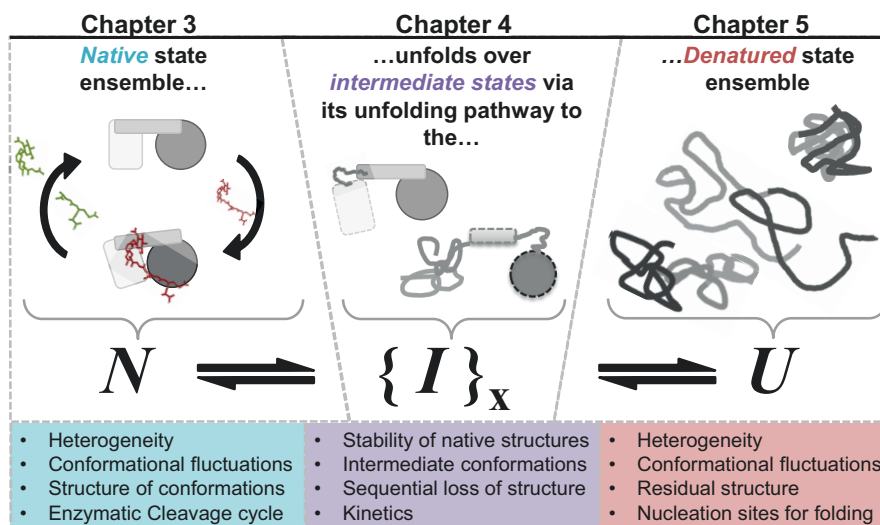 Chapter 3
Native state
ensemble…
Chapter 4
…unfolds over
intermediate states via
its unfolding pathway to
the…
Chapter 5
…Denatured state
ensemble
N
{ I }x
U
• Heterogeneity
• Conformational fluctuations
• Structure of conformations
• Enzymatic Cleavage cycle
• Stability of native structures
• Intermediate conformations
• Sequential loss of structure
• Kinetics
• Heterogeneity
• Conformational fluctuations
• Residual structure
• Nucleation sites for folding